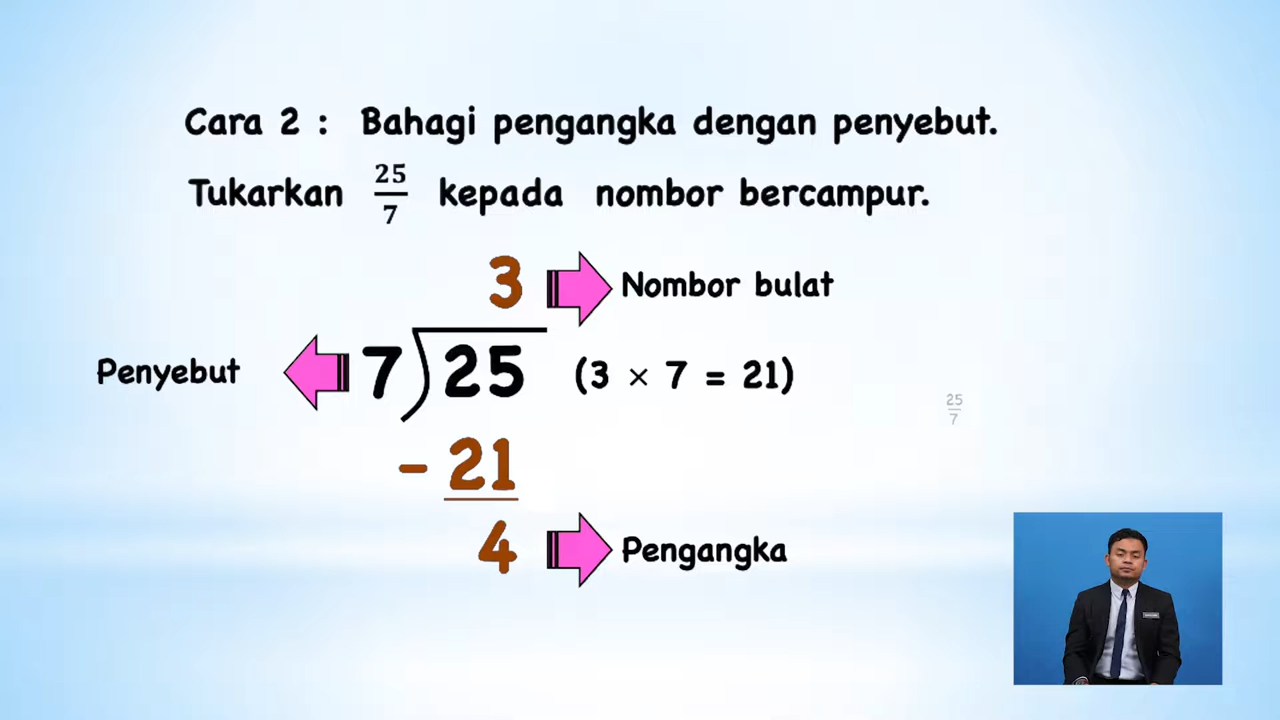 Cara 2 : Bahagi pengangka dengan penyebut.
Tukarkan 25/7 kepada nombor bercampur.
3 Nombor bulat
Penyebut 7 25 (3 × 7 = 21)
25/7
- 21
4 Pengangka